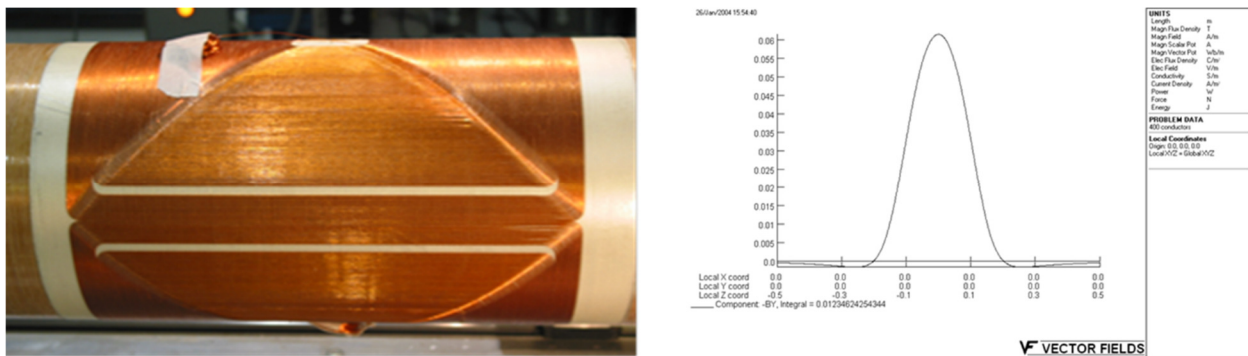 26/Jan/2004 15:54:40
0.06
0.055
0.05
0.045
0.04
0.035
0.03
0.025
0.02
0.015
0.01
0.005
0.0
Local X coord 0.0 0.0 0.0 0.0 0.0 0.0
Local Y coord 0.0 0.0 0.0 0.0 0.0 0.0
Local Z coord -0.5 -0.3 -0.1 0.1 0.3 0.5
Component: -BY, Integral = 0.01234624254344
UNITS
Length m
Magn Flux Density T
Magn Field A/m
Magn Scalar Pot A
Magn Vector Pot Wb/m
Elec Flux Density C/m²
Elec Field V/m
Conductivity S/m
Current Density A/m²
Power W
Force N
Energy J
PROBLEM DATA
400 conductors
Local Coordinates
Origin: 0.0, 0.0, 0.0
Local XYZ = Global XYZ
VF VECTOR FIELDS